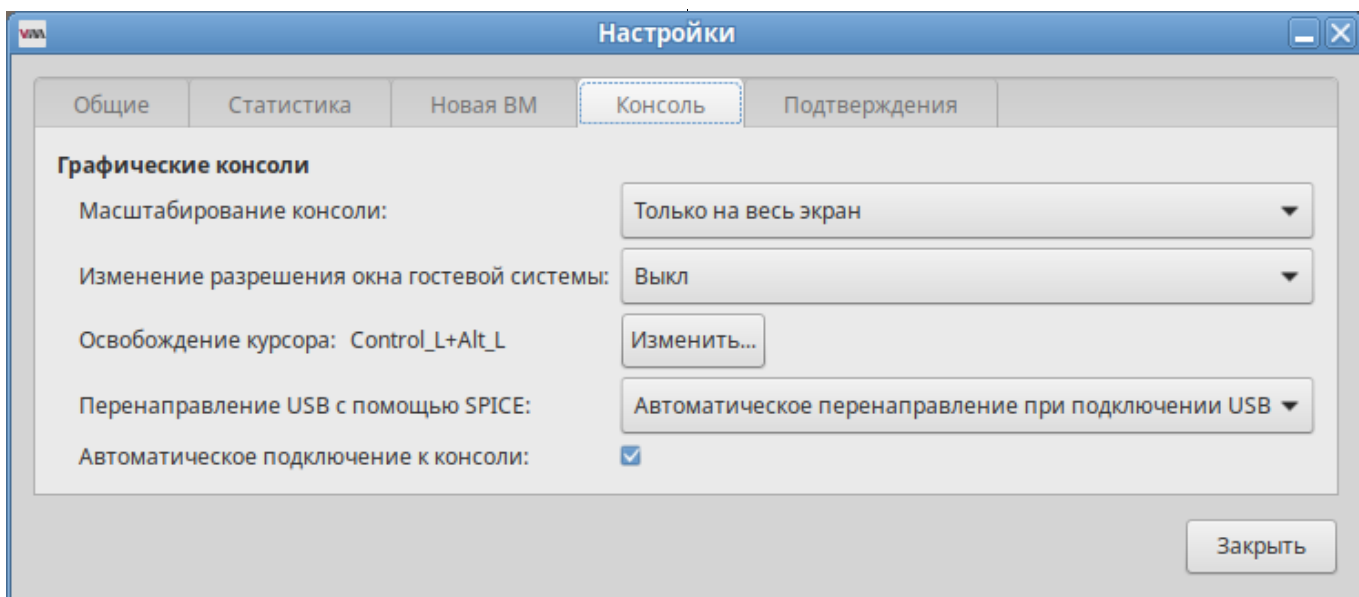 Настройки
Общие Статистика Новая ВМ Консоль Подтверждения
Графические консоли
Масштабирование консоли: Только на весь экран
Изменение разрешения окна гостевой системы: Выкл
Освобождение курсора: Control_L+Alt_L Изменить...
Перенаправление USB с помощью SPICE: Автоматическое перенаправление при подключении USB
Автоматическое подключение к консоли:
Закрыть